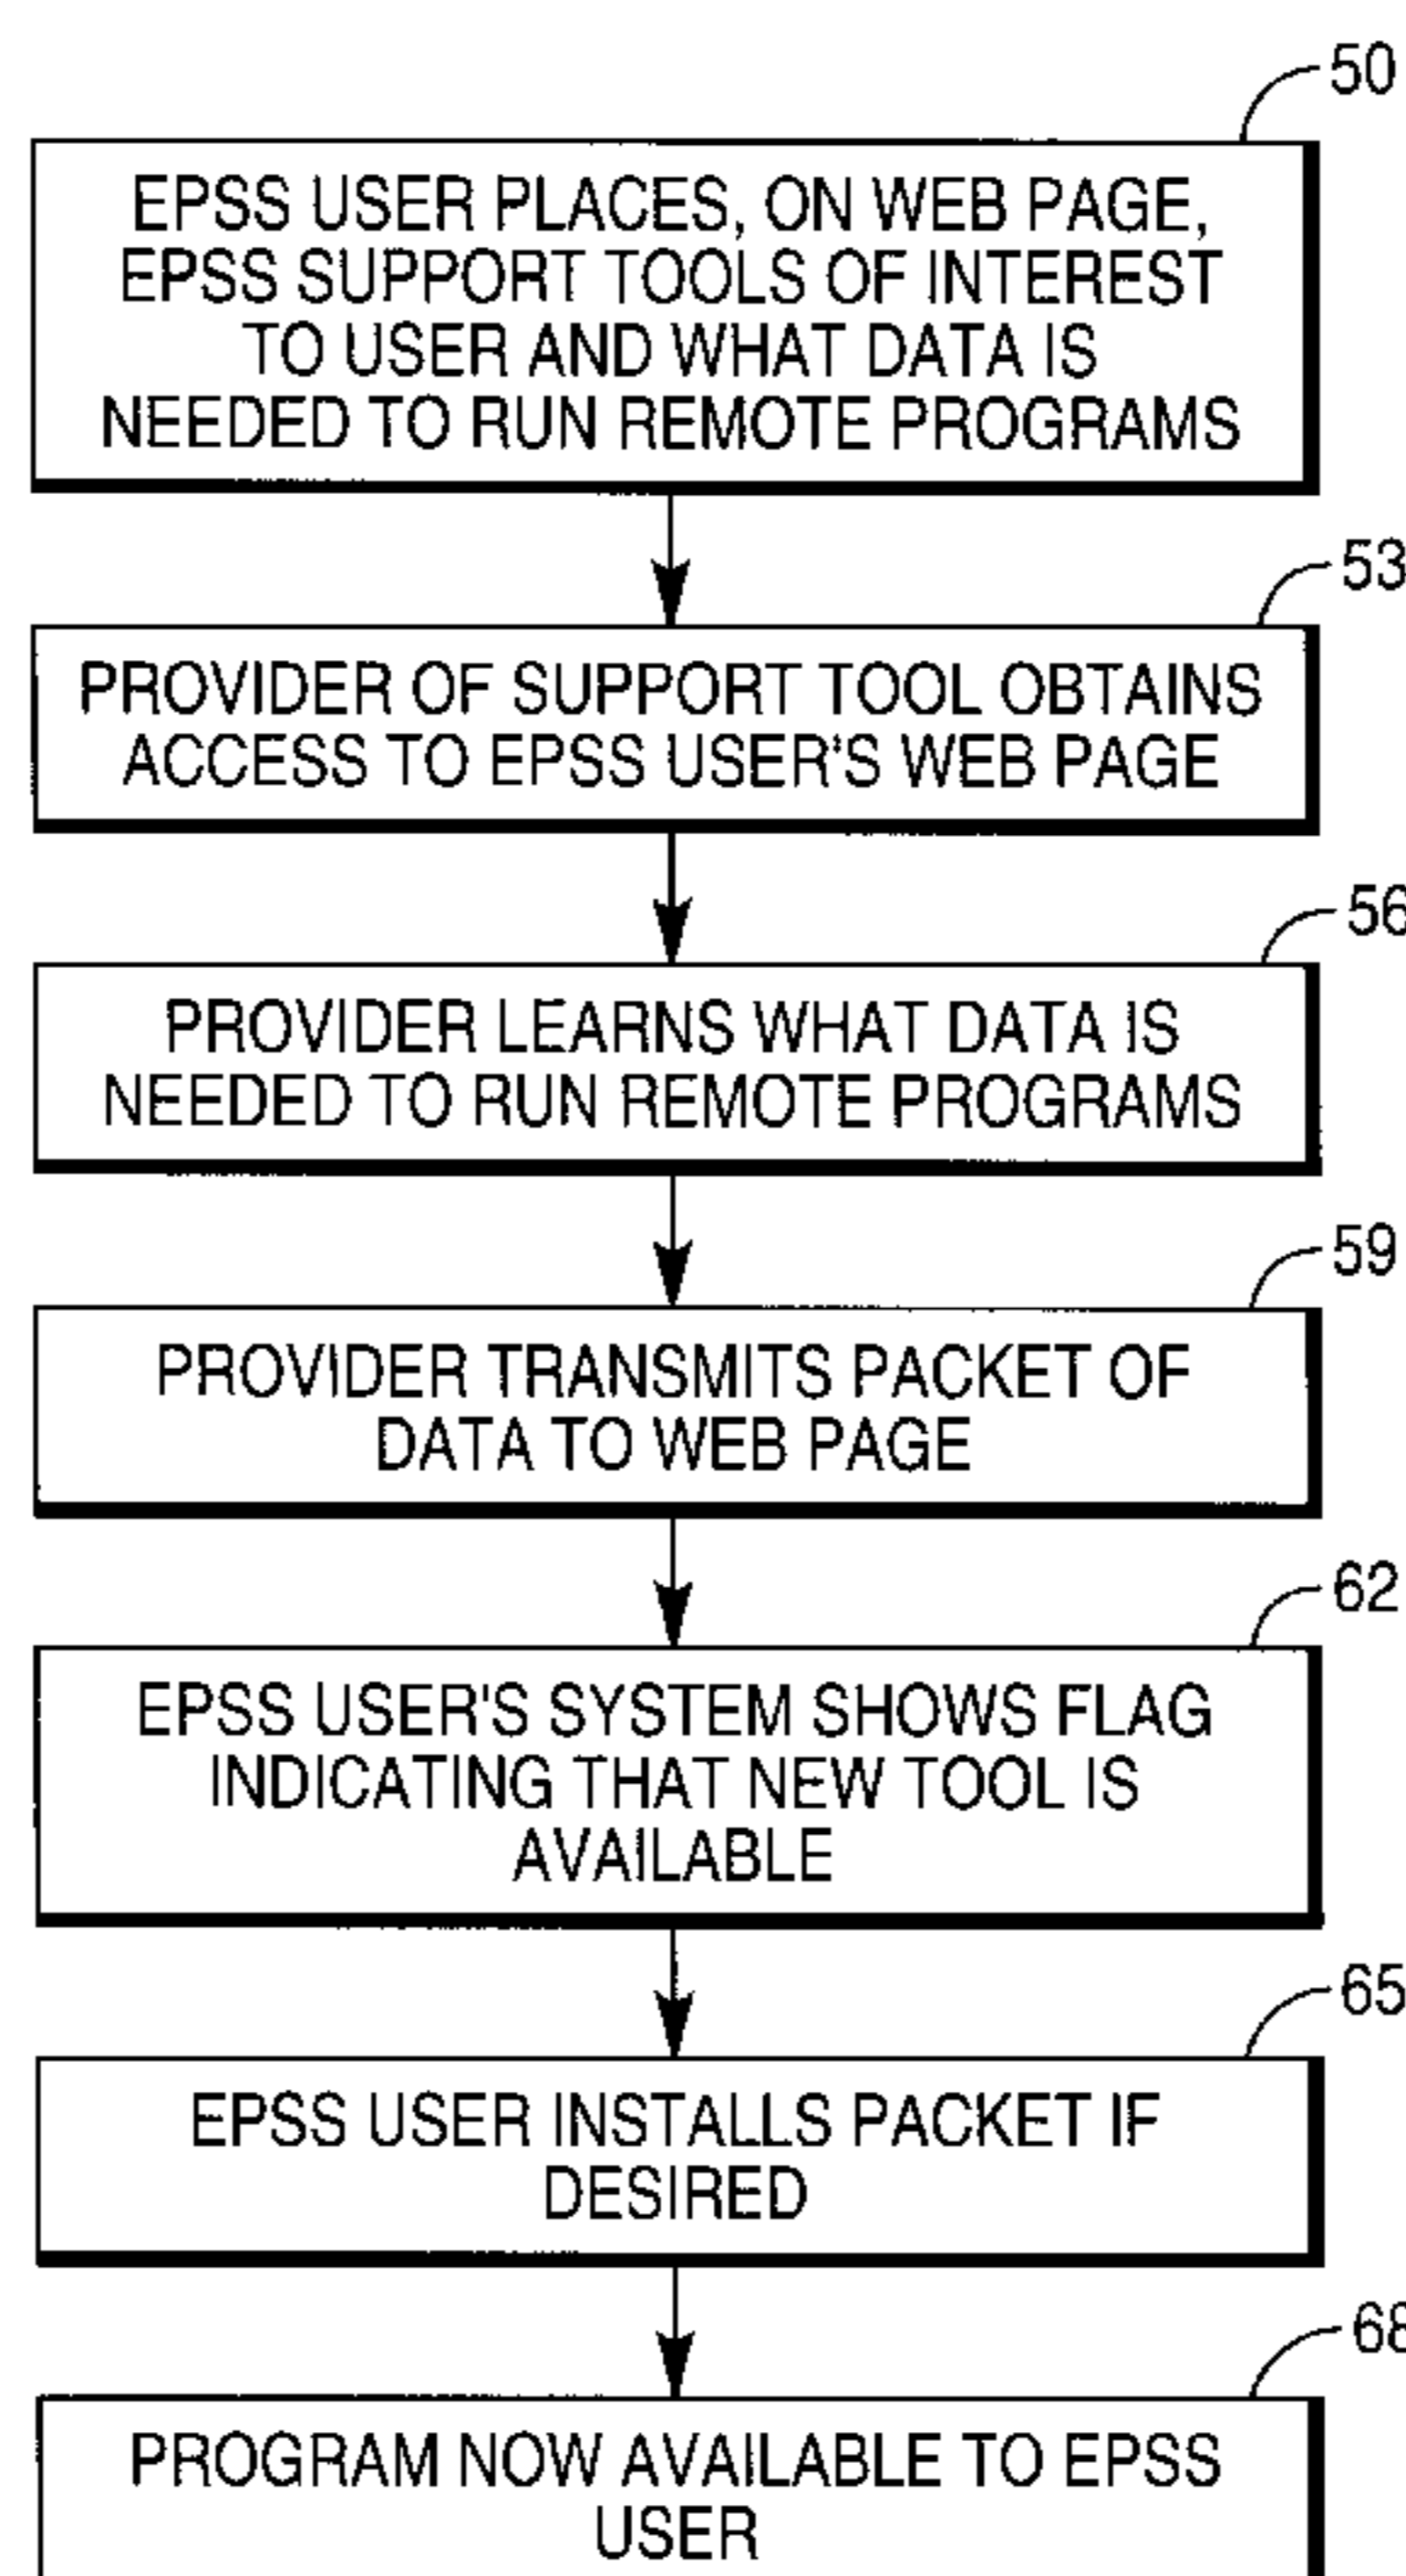 50
EPSS USER PLACES, ON WEB PAGE,
EPSS SUPPORT TOOLS OF INTEREST
TO USER AND WHAT DATA IS
NEEDED TO RUN REMOTE PROGRAMS
53
PROVIDER OF SUPPORT TOOL OBTAINS
ACCESS TO EPSS USER'S WEB PAGE
56
PROVIDER LEARNS WHAT DATA IS
NEEDED TO RUN REMOTE PROGRAMS
59
PROVIDER TRANSMITS PACKET OF
DATA TO WEB PAGE
62
EPSS USER'S SYSTEM SHOWS FLAG
INDICATING THAT NEW TOOL IS
AVAILABLE
65
EPSS USER INSTALLS PACKET IF
DESIRED
68
PROGRAM NOW AVAILABLE TO EPSS
USER